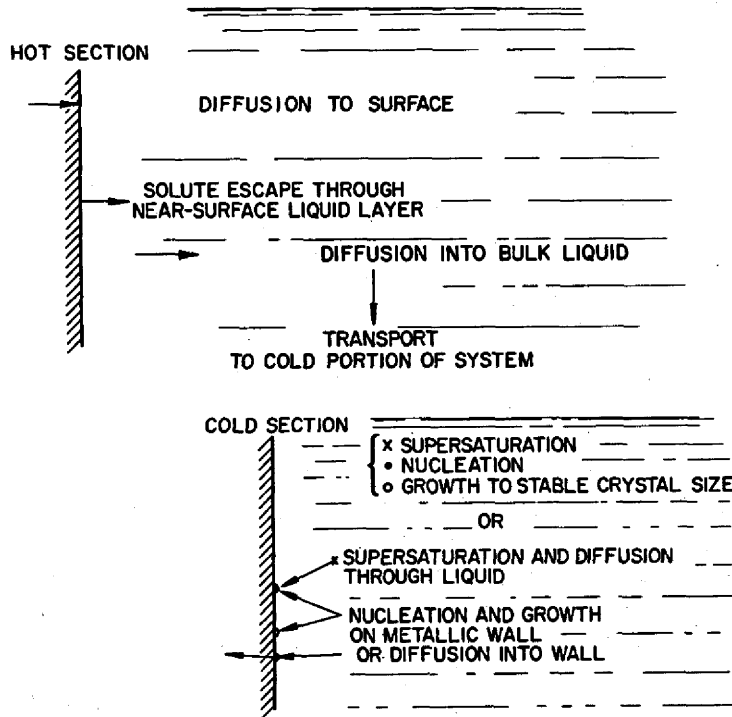 HOT SECTION
DIFFUSION TO SURFACE
SOLUTE ESCAPE THROUGH
NEAR-SURFACE LIQUID LAYER
DIFFUSION INTO BULK LIQUID
TRANSPORT
TO COLD PORTION OF SYSTEM
COLD SECTION
x SUPERSATURATION
• NUCLEATION
o GROWTH TO STABLE CRYSTAL SIZE
OR
x SUPERSATURATION AND DIFFUSION
THROUGH LIQUID
NUCLEATION AND GROWTH
ON METALLIC WALL
OR DIFFUSION INTO WALL